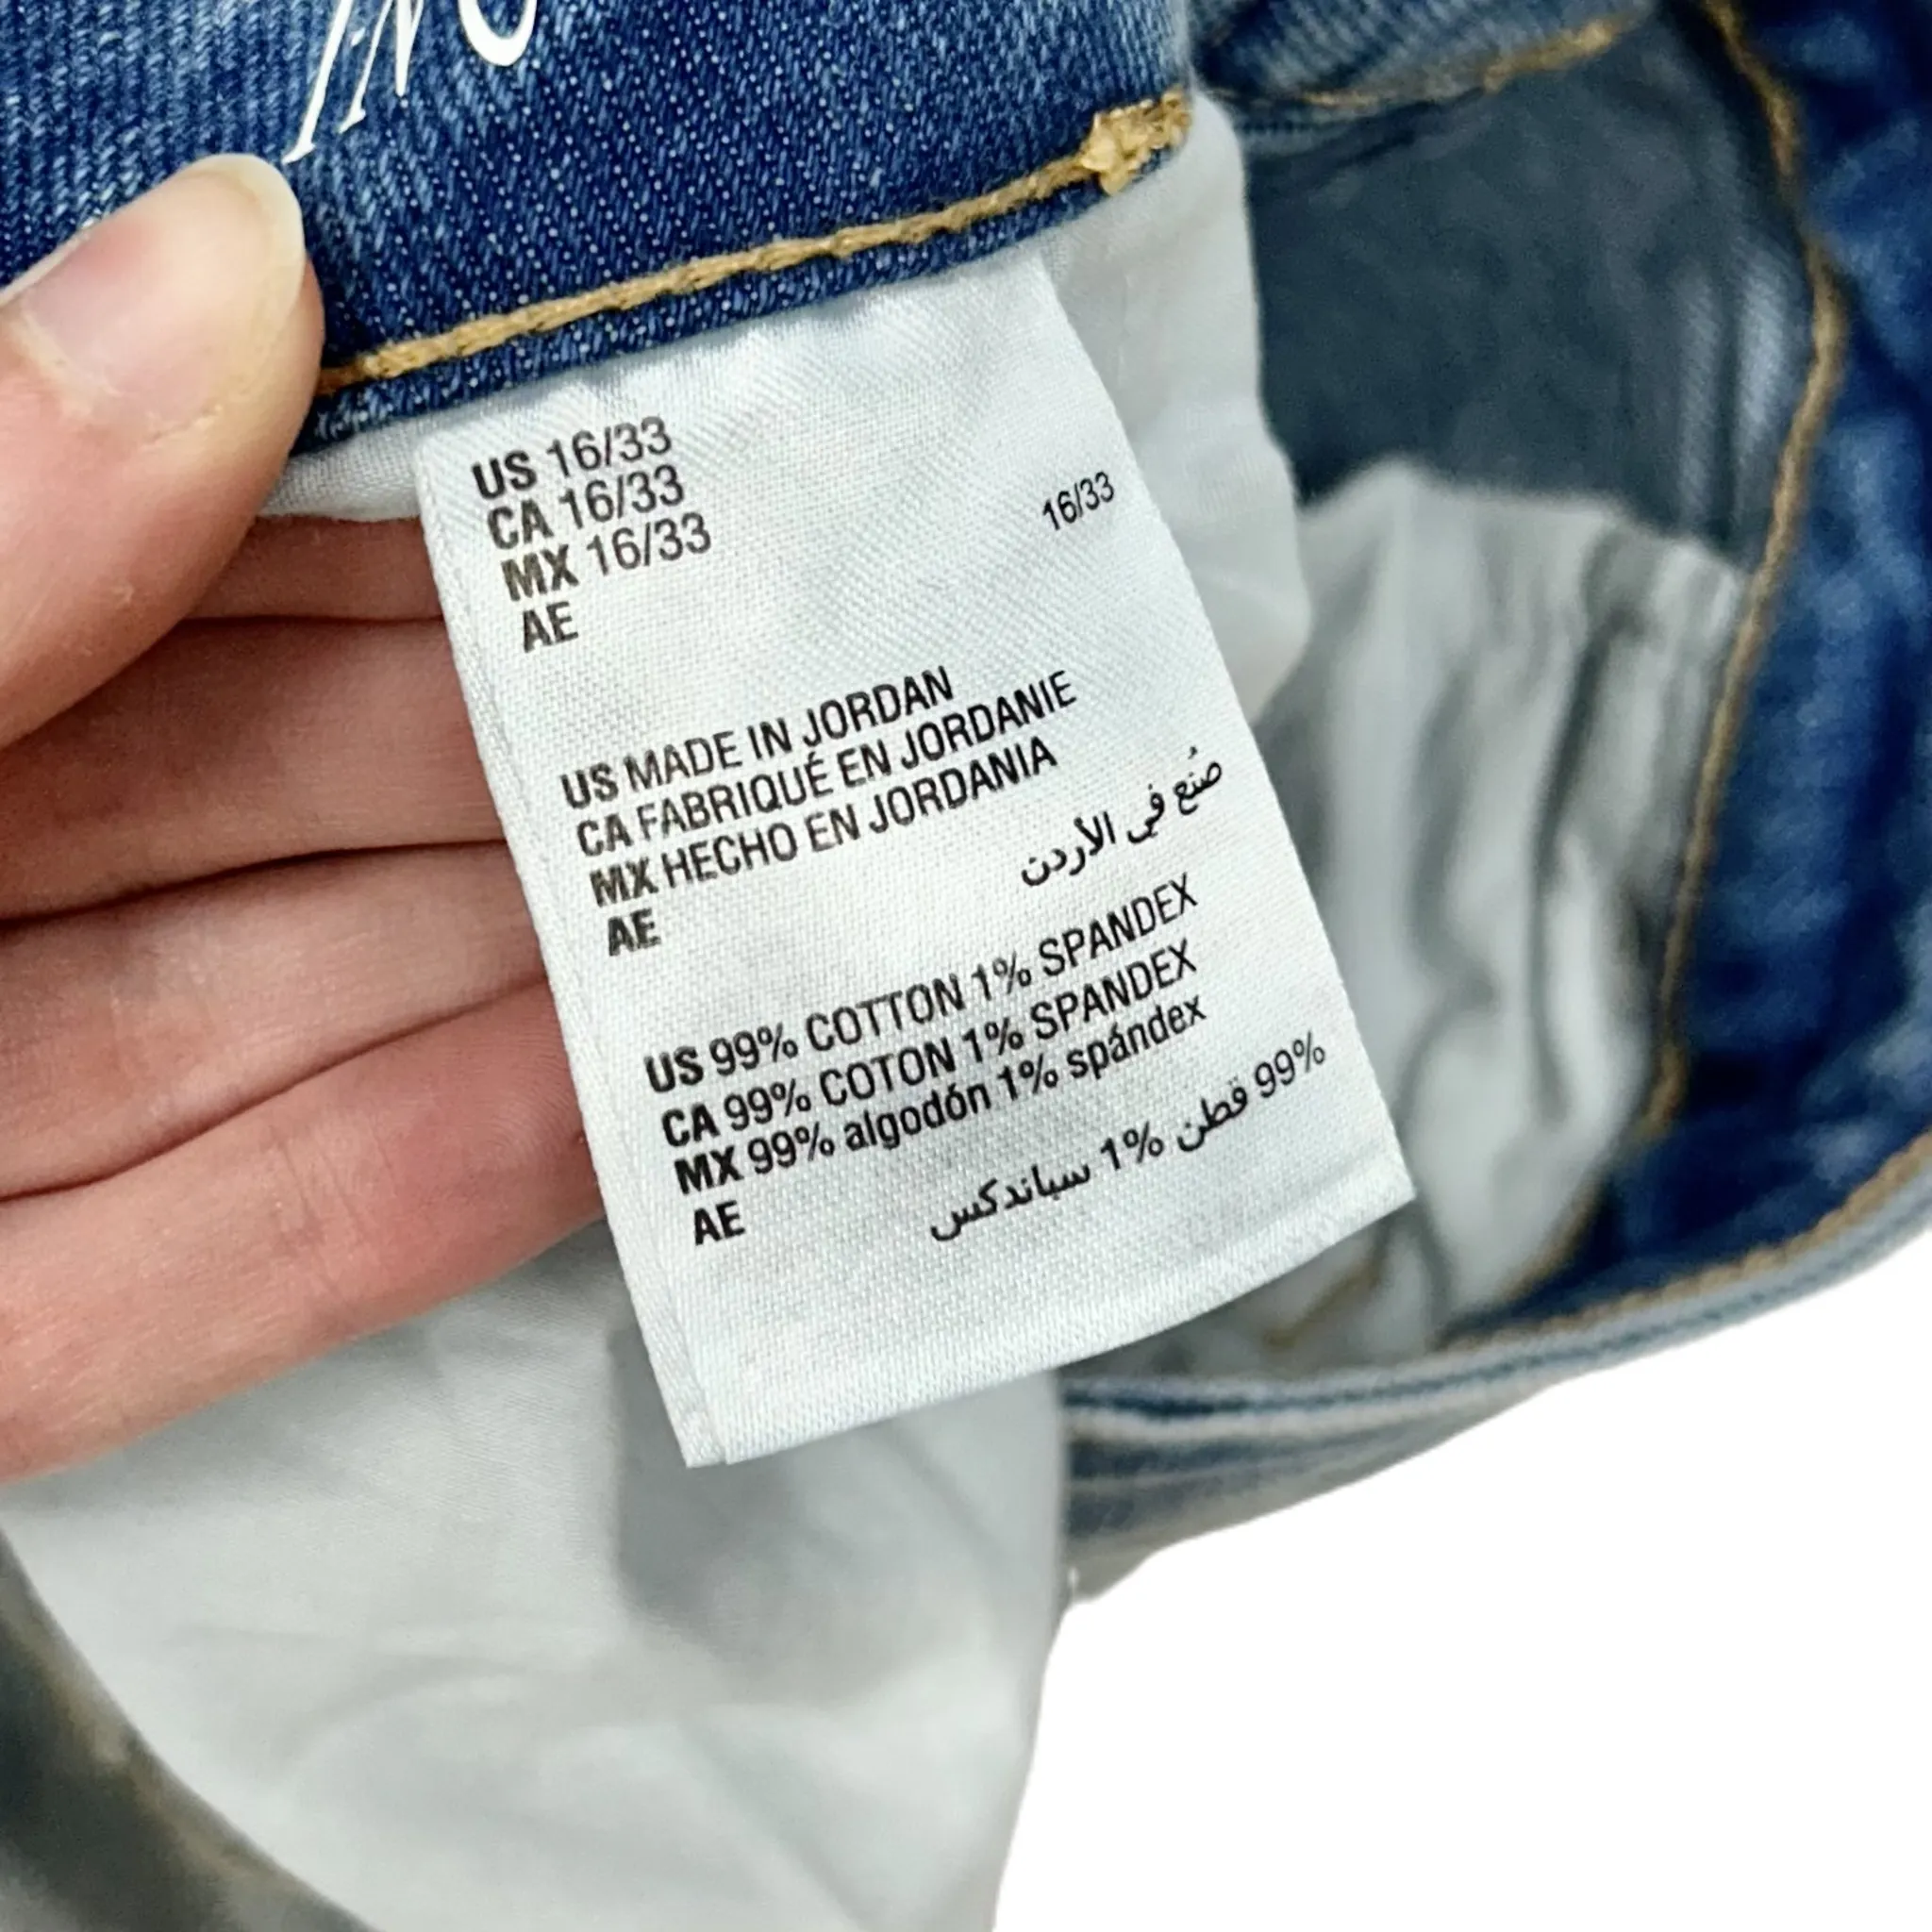 INC
US 16/33
CA 16/33
MX 16/33
AE 16/33
US MADE IN JORDAN
CA FABRIQUÉ EN JORDANIE
MX HECHO EN JORDANIA
AE صُنع في الأردن
US 99% COTTON 1% SPANDEX
CA 99% COTON 1% SPANDEX
MX 99% algodón 1% spándex
AE 99% قطن 1% سباندكس